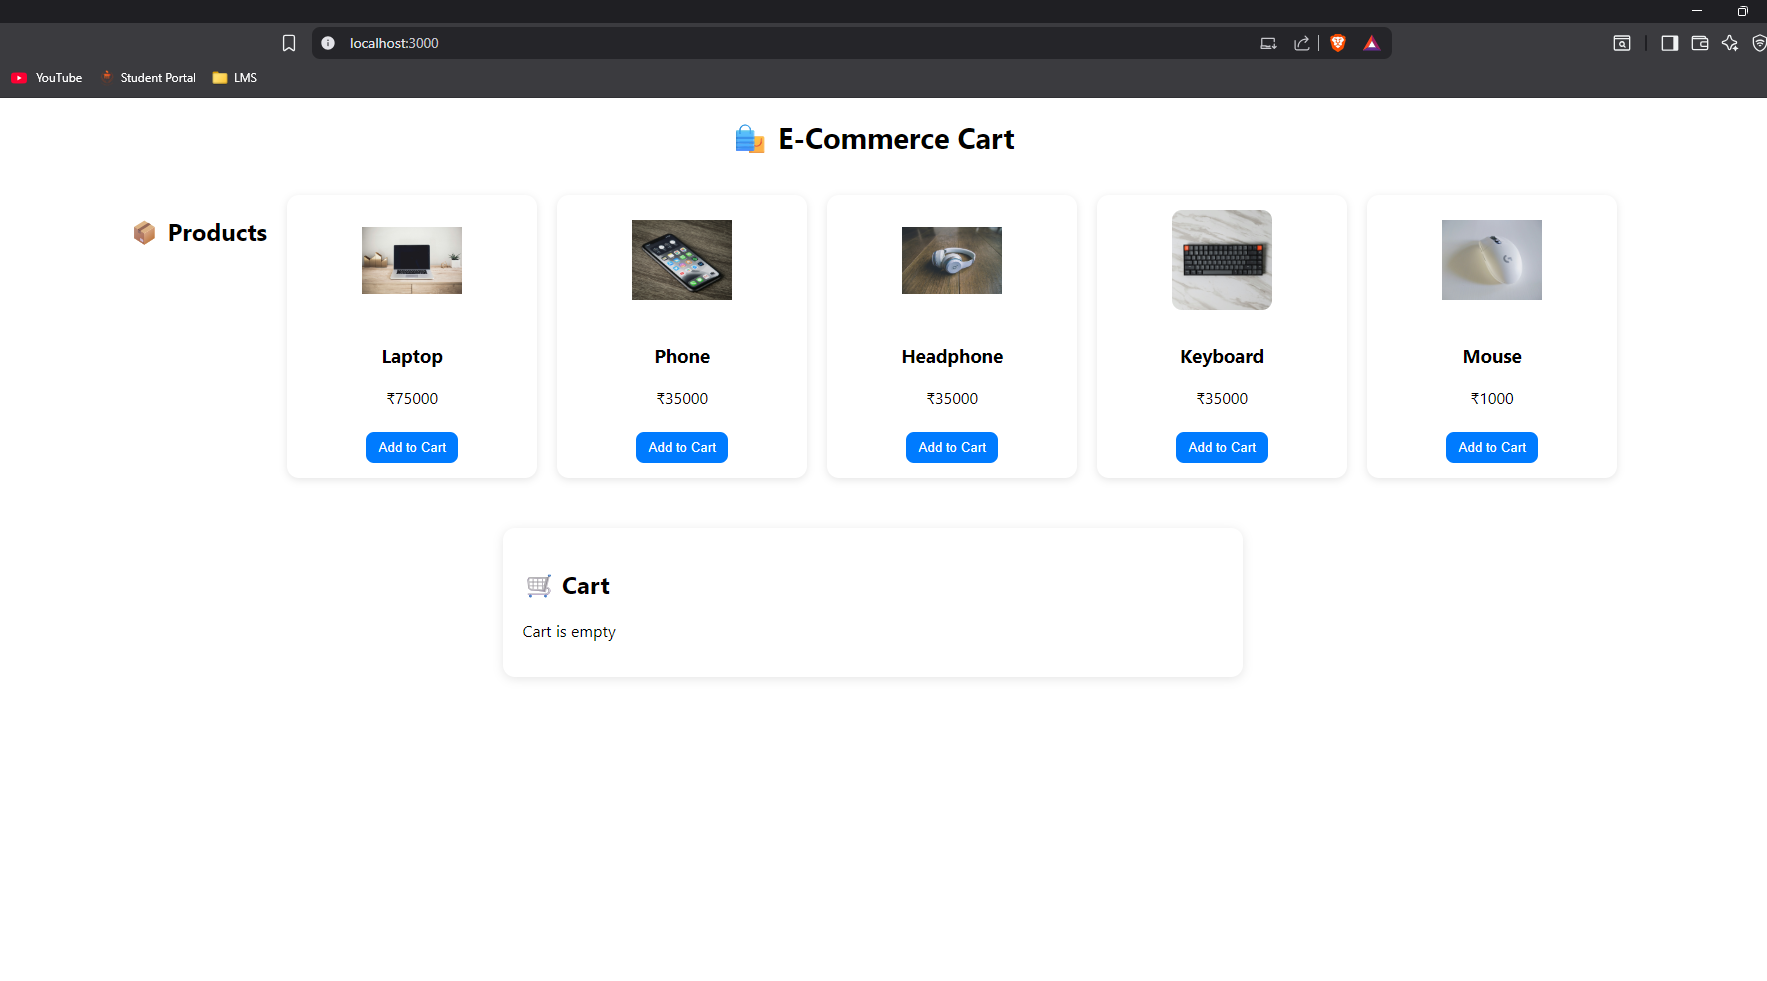 localhost:3000
YouTube Student Portal LMS
E-Commerce Cart
Products
Laptop
₹75000
Add to Cart
Phone
₹35000
Add to Cart
Headphone
₹35000
Add to Cart
Keyboard
₹35000
Add to Cart
Mouse
₹1000
Add to Cart
Cart
Cart is empty